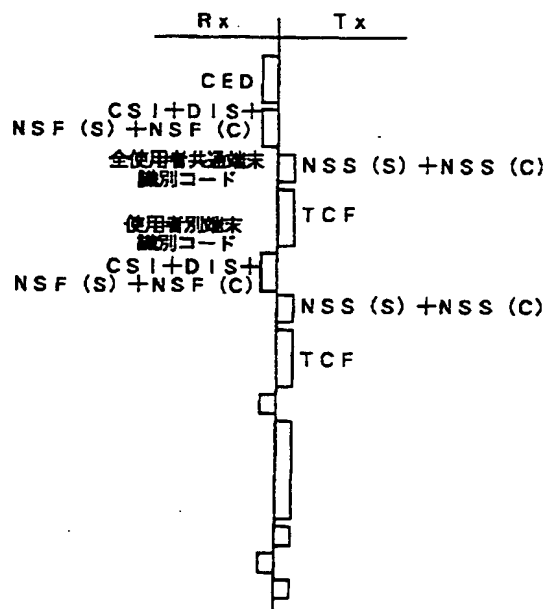 Rx Tx
CED
CSI+DIS+
NSF(S)+NSF(C)
全使用者共通端末
識別コード
NSS(S)+NSS(C)
TCF
使用者別端末
識別コード
CSI+DIS+
NSF(S)+NSF(C)
NSS(S)+NSS(C)
TCF